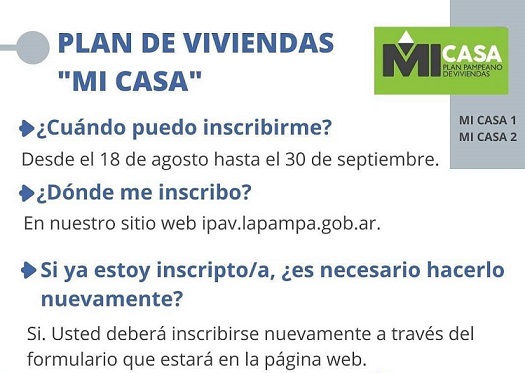 PLAN DE VIVIENDAS
"MI CASA"
MI CASA
PLAN PAMPEANO
DE VIVIENDAS
MI CASA 1
MI CASA 2
¿Cuándo puedo inscribirme?
Desde el 18 de agosto hasta el 30 de septiembre.
¿Dónde me inscribo?
En nuestro sitio web ipav.lapampa.gob.ar.
Si ya estoy inscripto/a, ¿es necesario hacerlo
nuevamente?
Si. Usted deberá inscribirse nuevamente a través del
formulario que estará en la página web.